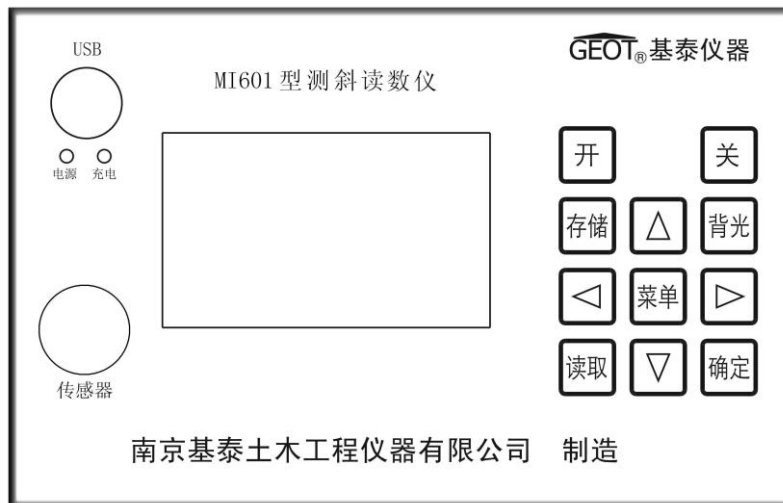 USB
GEOT® 基泰仪器
MI601型测斜读数仪
电源 充电
开 关
存储 背光
菜单
读取 确定
传感器
南京基泰土木工程仪器有限公司 制造